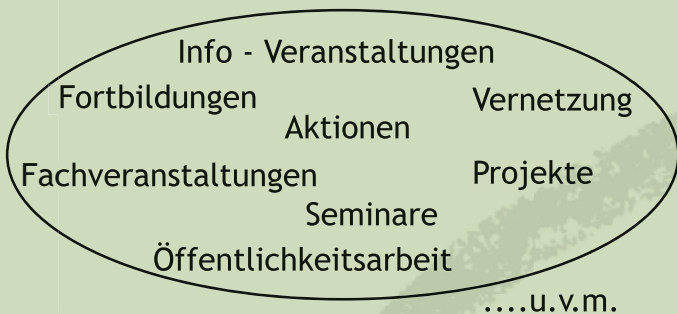 Info - Veranstaltungen
Fortbildungen
Vernetzung
Aktionen
Fachveranstaltungen
Projekte
Seminare
Öffentlichkeitsarbeit
....u.v.m.